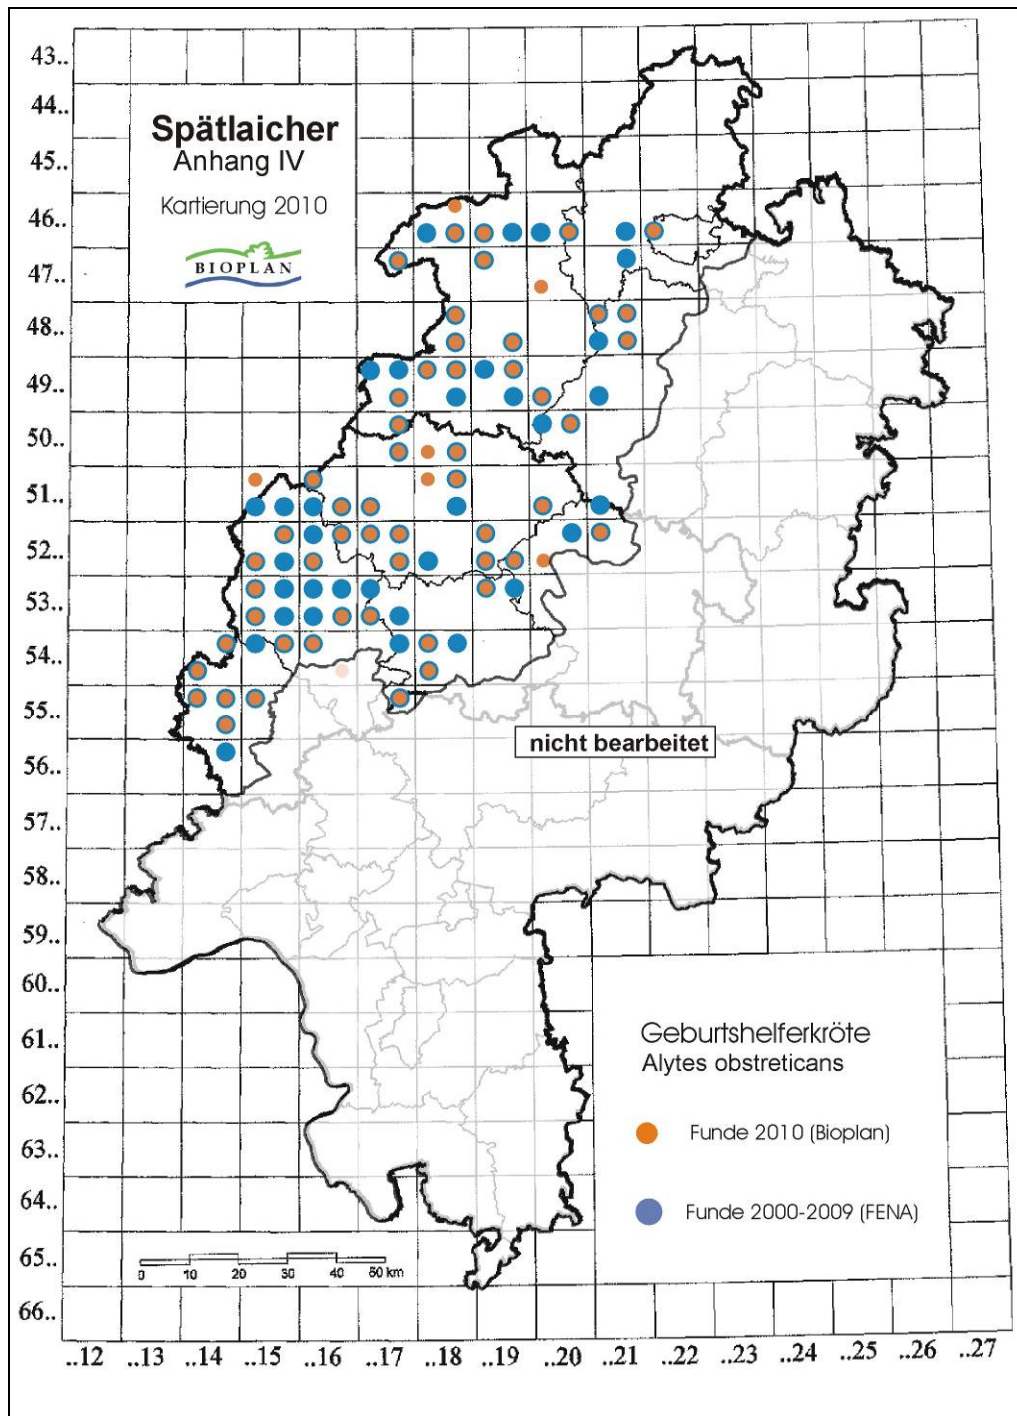 Spätlaicher
Anhang IV
Kartierung 2010
BIOPLAN
43..
44..
45..
46..
47..
48..
49..
50..
51..
52..
53..
54..
55..
56..
57..
58..
59..
60..
61..
62..
63..
64..
65..
66..
nicht bearbeitet
Geburtshelferkröte
Alytes obstreticans
Funde 2010 (Bioplan)
Funde 2000-2009 (FENA)
0 10 20 30 40 50 km
..12 ..13 ..14 ..15 ..16 ..17 ..18 ..19 ..20 ..21 ..22 ..23 ..24 ..25 ..26 ..27